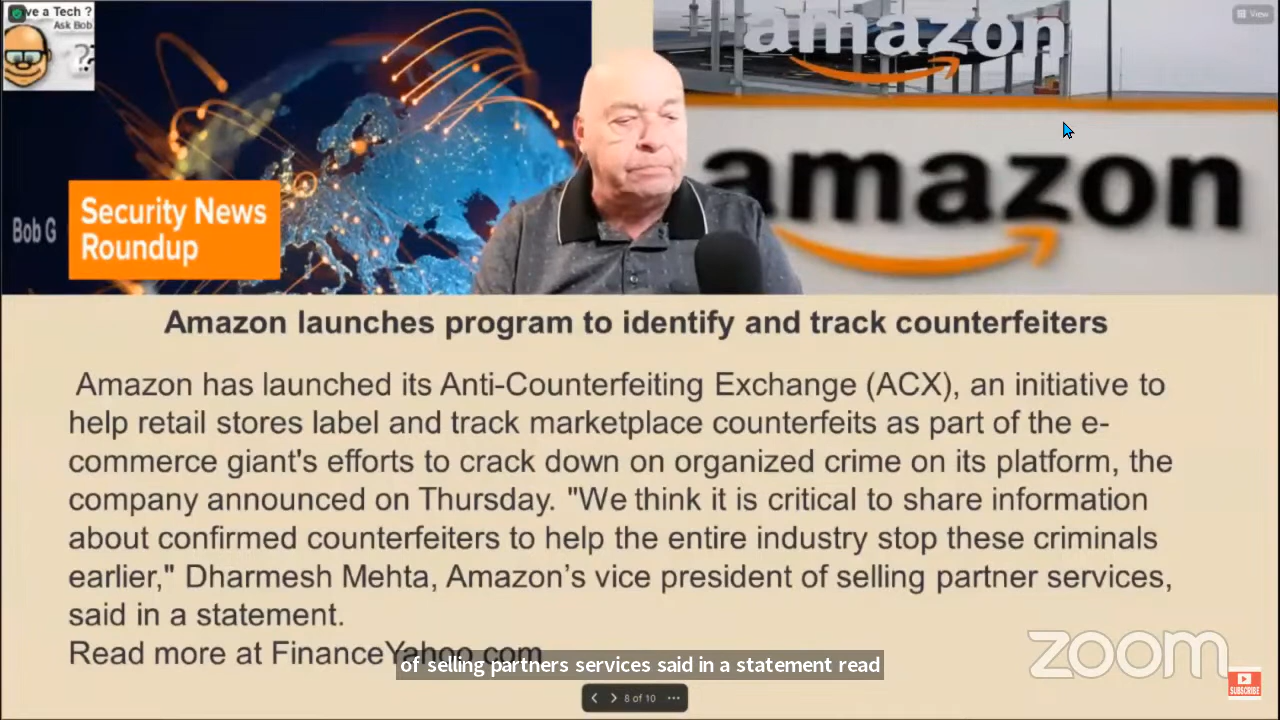 ve a Tech ?
Ask Bob
??
View
amazon
amazon
Bob G
Security News
Roundup
Amazon launches program to identify and track counterfeiters
Amazon has launched its Anti-Counterfeiting Exchange (ACX), an initiative to
help retail stores label and track marketplace counterfeits as part of the e-
commerce giant's efforts to crack down on organized crime on its platform, the
company announced on Thursday. "We think it is critical to share information
about confirmed counterfeiters to help the entire industry stop these criminals
earlier," Dharmesh Mehta, Amazon’s vice president of selling partner services,
said in a statement.
Read more at FinanceYahoo.com
of selling partners services said in a statement read
8 of 10
zoom
SUBSCRIBE